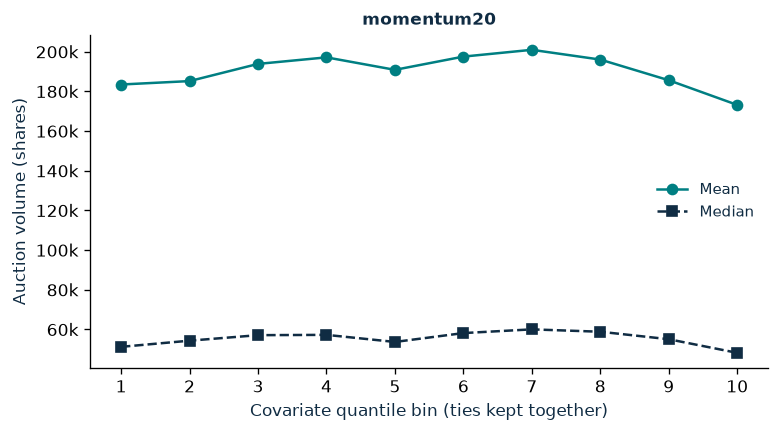 momentum20
Auction volume (shares)
200k
180k
160k
140k
120k
100k
80k
60k
Mean
Median
1 2 3 4 5 6 7 8 9 10
Covariate quantile bin (ties kept together)